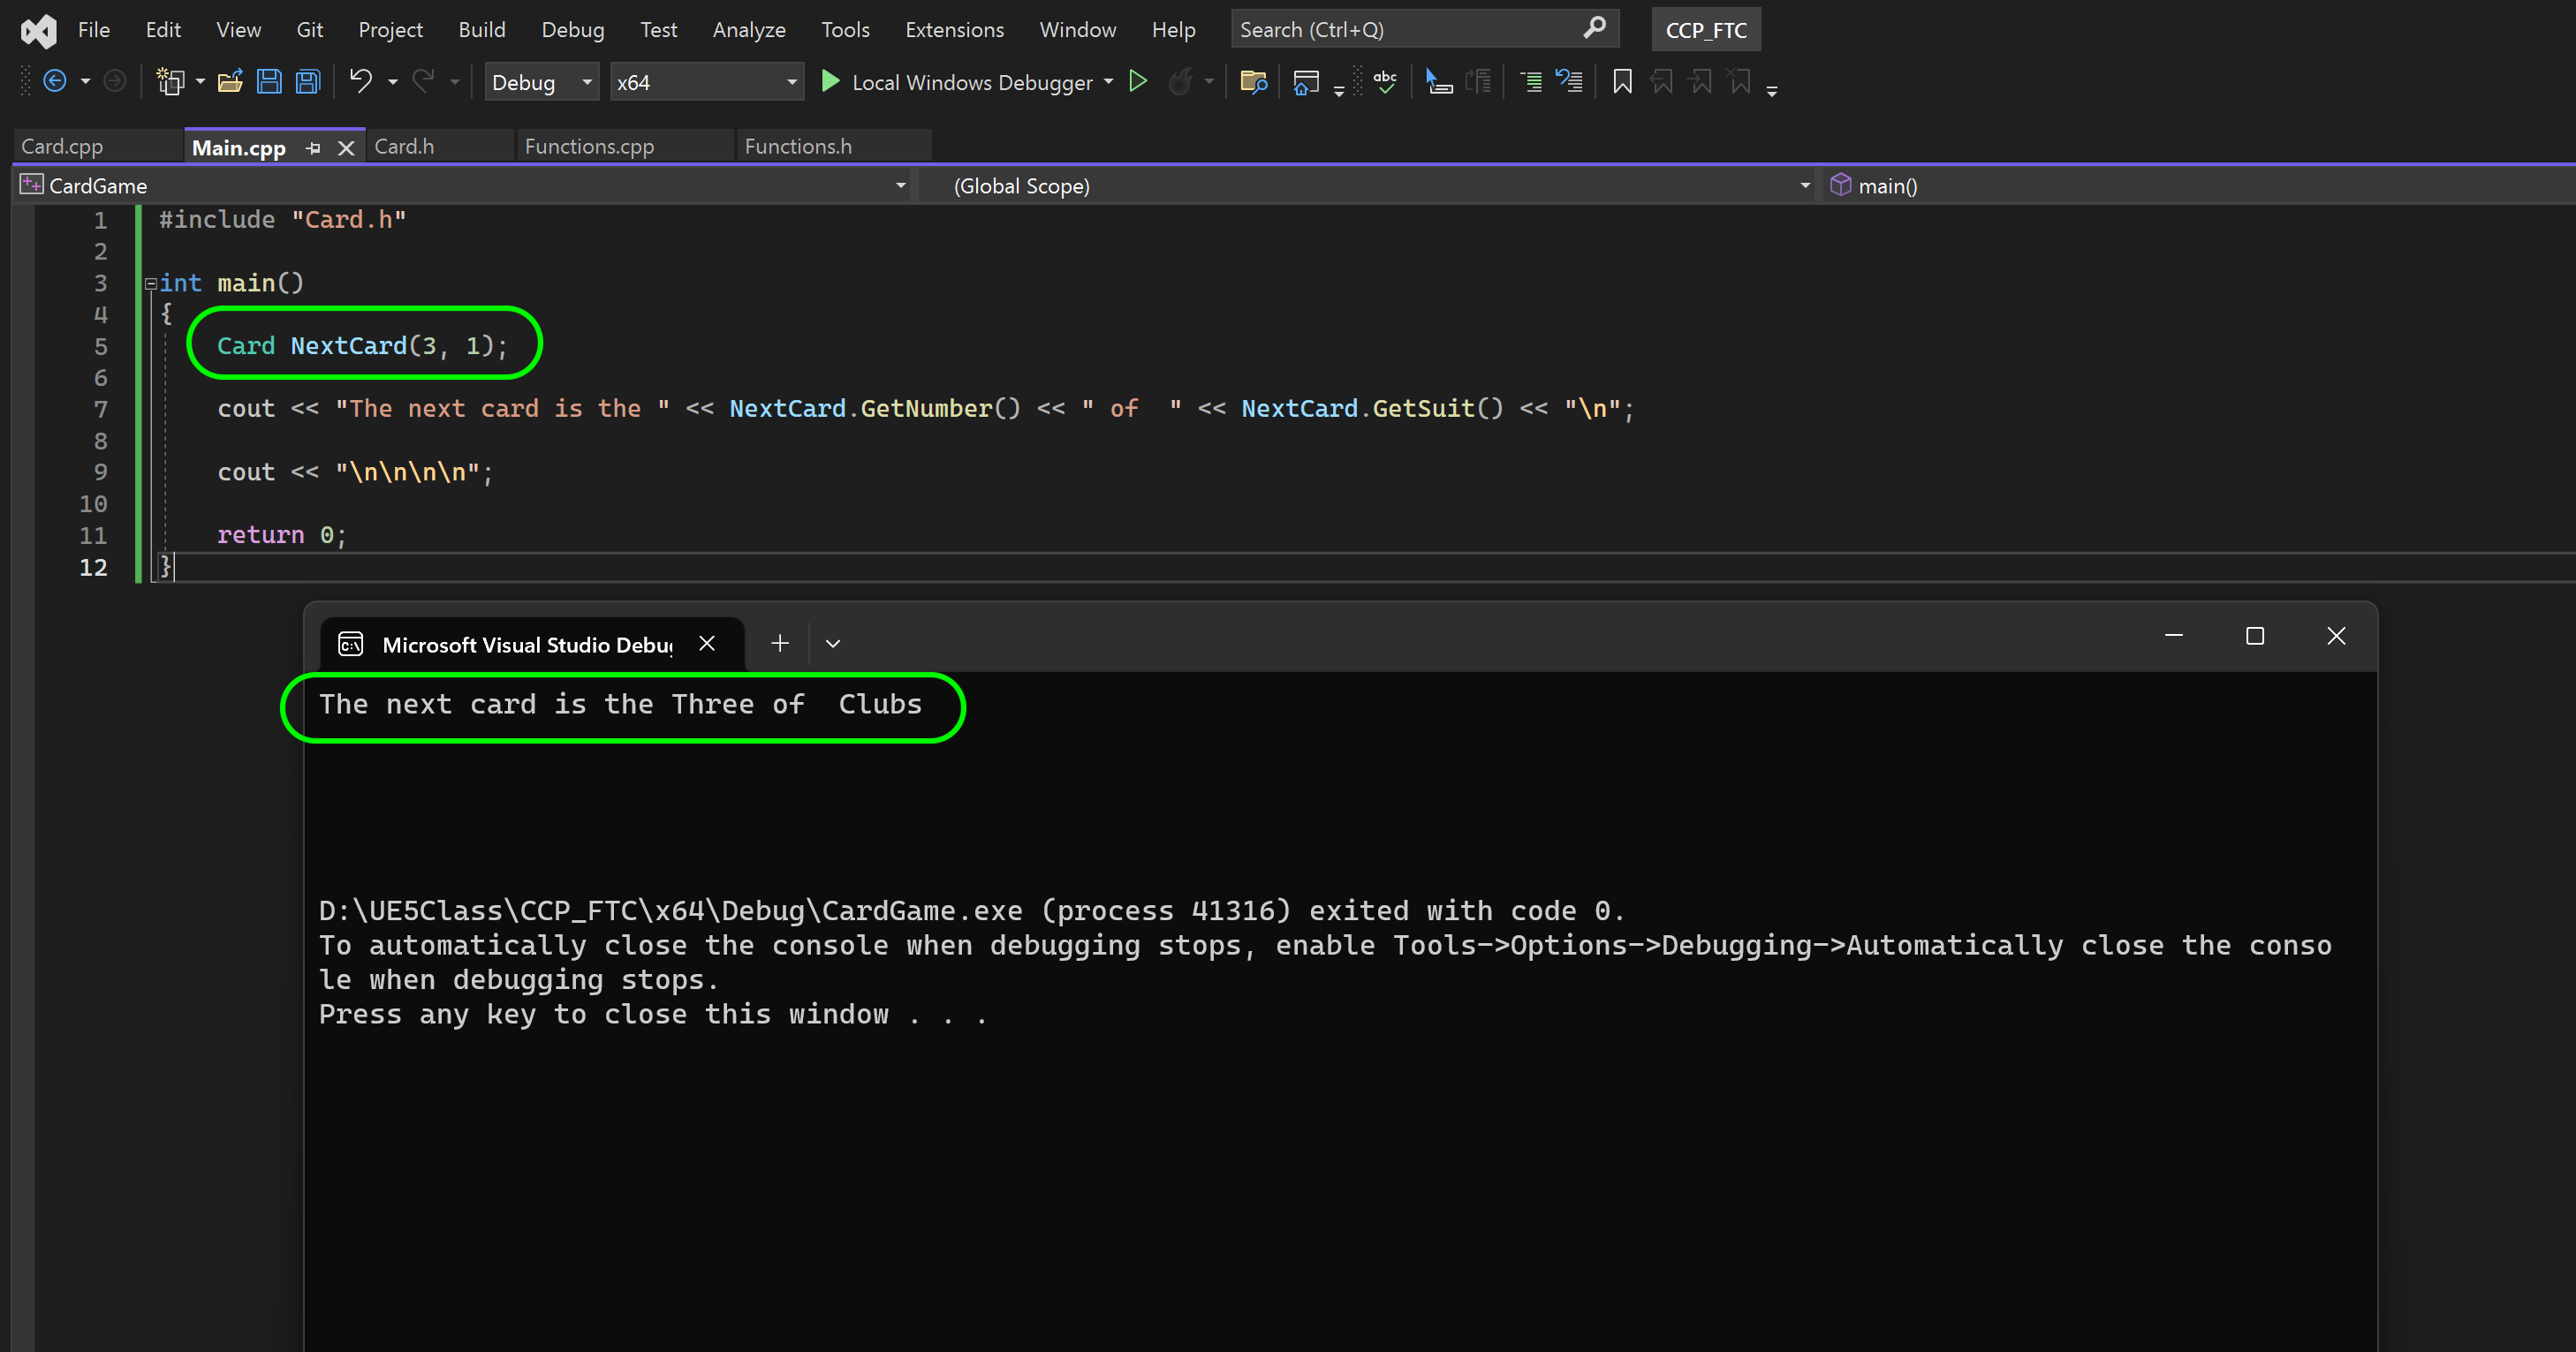 File Edit View Git Project Build Debug Test Analyze Tools Extensions Window Help Search (Ctrl+Q) CCP_FTC
Debug x64 Local Windows Debugger abc
Card.cpp Main.cpp Card.h Functions.cpp Functions.h
CardGame (Global Scope) main()
1 #include "Card.h"
2
3 int main()
4 {
5 Card NextCard(3, 1);
6
7 cout << "The next card is the " << NextCard.GetNumber() << " of  " << NextCard.GetSuit() << "\n";
8
9 cout << "\n\n\n\n";
10
11 return 0;
12 }
C:\ Microsoft Visual Studio Debu
The next card is the Three of  Clubs
D:\UE5Class\CCP_FTC\x64\Debug\CardGame.exe (process 41316) exited with code 0.
To automatically close the console when debugging stops, enable Tools->Options->Debugging->Automatically close the conso
le when debugging stops.
Press any key to close this window . . .